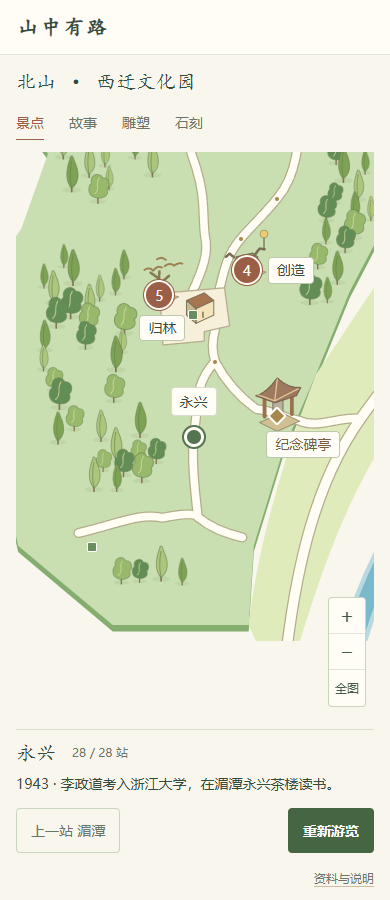 山中有路
北山 • 西迁文化园
景点 故事 雕塑 石刻
4 创造
5
归林
永兴
纪念碑亭
+
−
全图
永兴 28 / 28 站
1943 · 李政道考入浙江大学，在湄潭永兴茶楼读书。
上一站 湄潭 重新游览
资料与说明